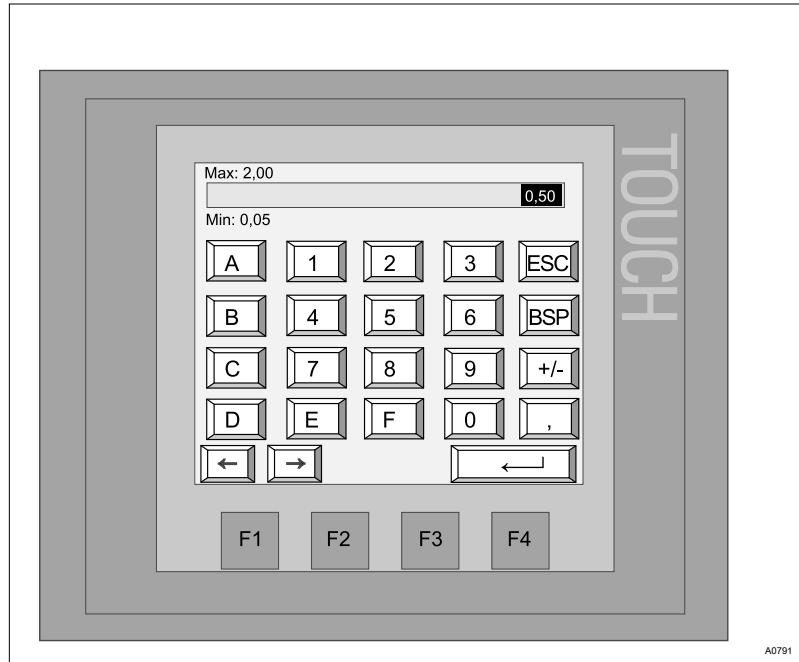 Max: 2,00
0,50
Min: 0,05
A 1 2 3 ESC
B 4 5 6 BSP
C 7 8 9 +/-
D E F 0 ,
← →
F1 F2 F3 F4
TOUCH
A0791